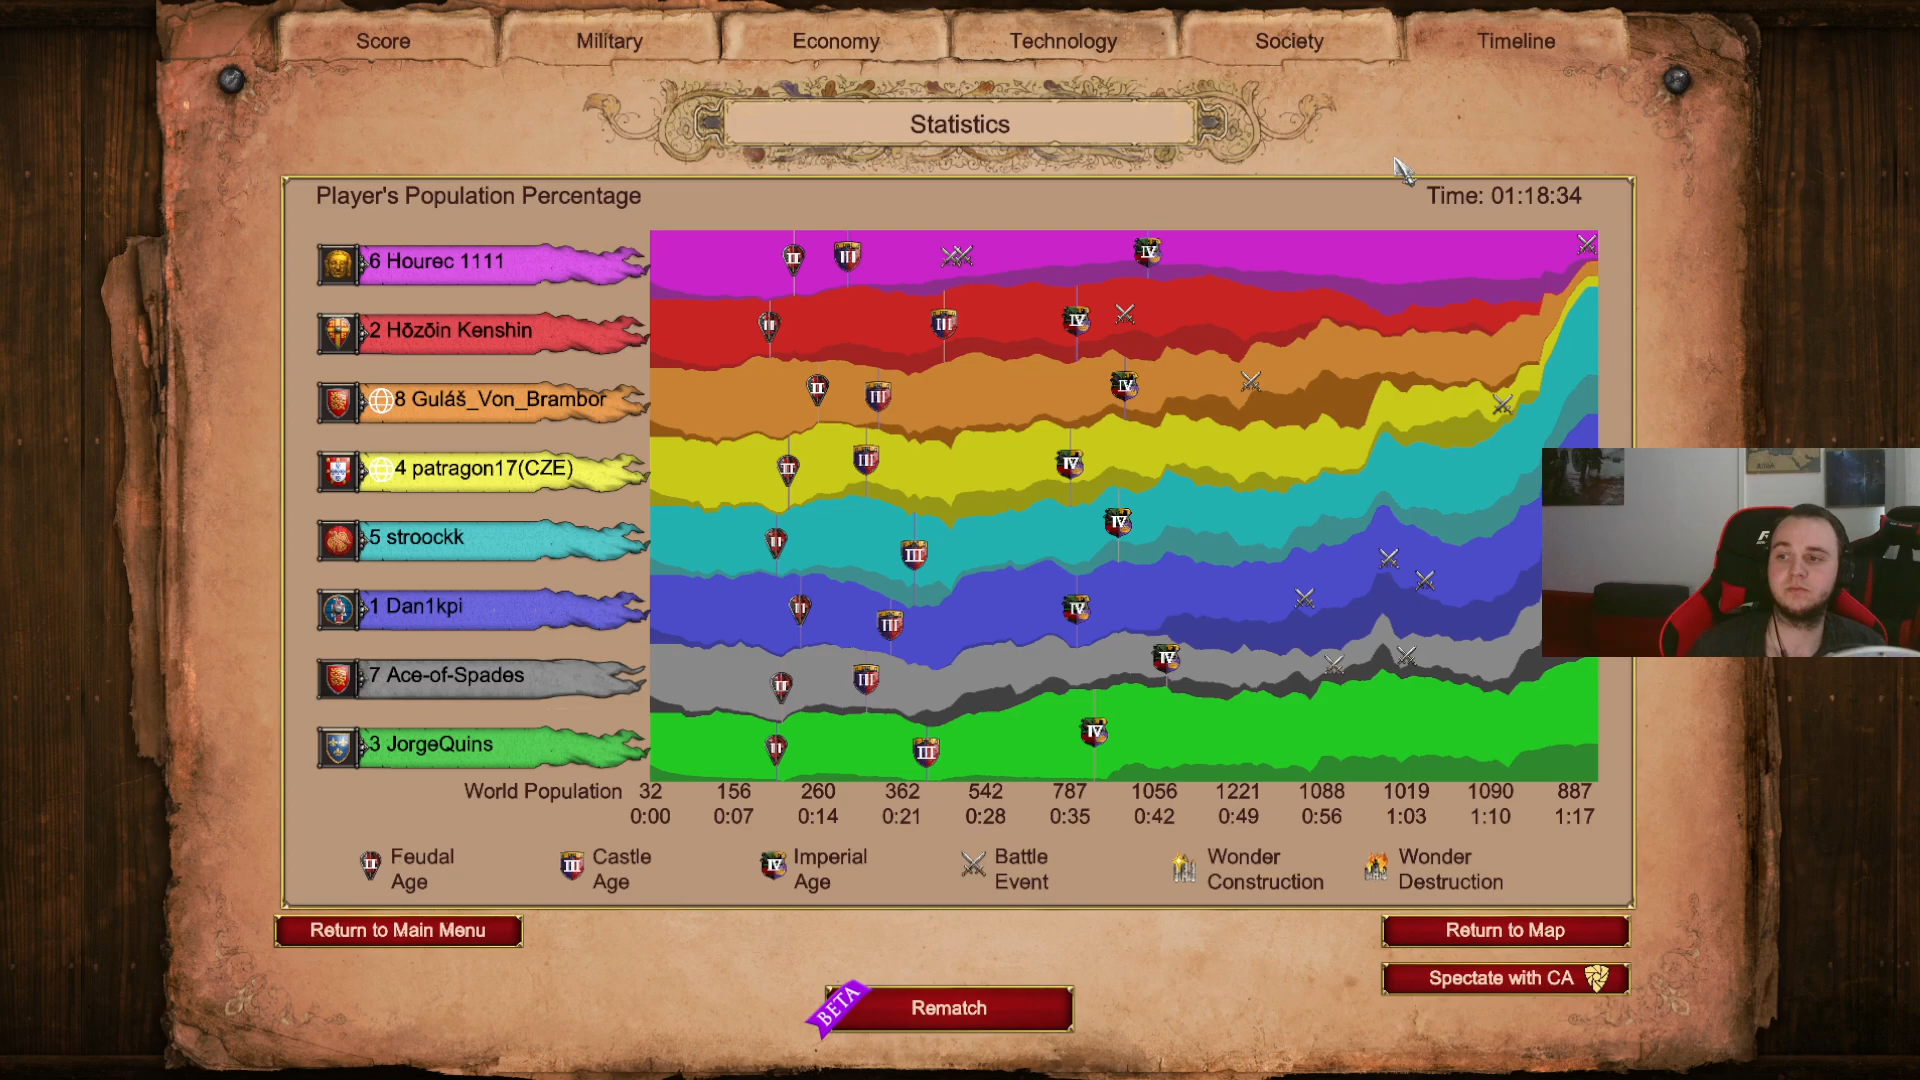 Score
Military
Economy
Technology
Society
Timeline
Statistics
Player's Population Percentage
Time: 01:18:34
6 Hourec 1111
2 Hōzōin Kenshin
8 Guláš_Von_Brambor
4 patragon17(CZE)
5 stroockk
1 Dan1kpi
7 Ace-of-Spades
3 JorgeQuins
World Population 32 156 260 362 542 787 1056 1221 1088 1019 1090 887
0:00 0:07 0:14 0:21 0:28 0:35 0:42 0:49 0:56 1:03 1:10 1:17
Feudal Age
Castle Age
Imperial Age
Battle Event
Wonder Construction
Wonder Destruction
Return to Main Menu
Return to Map
Spectate with CA
BETA
Rematch